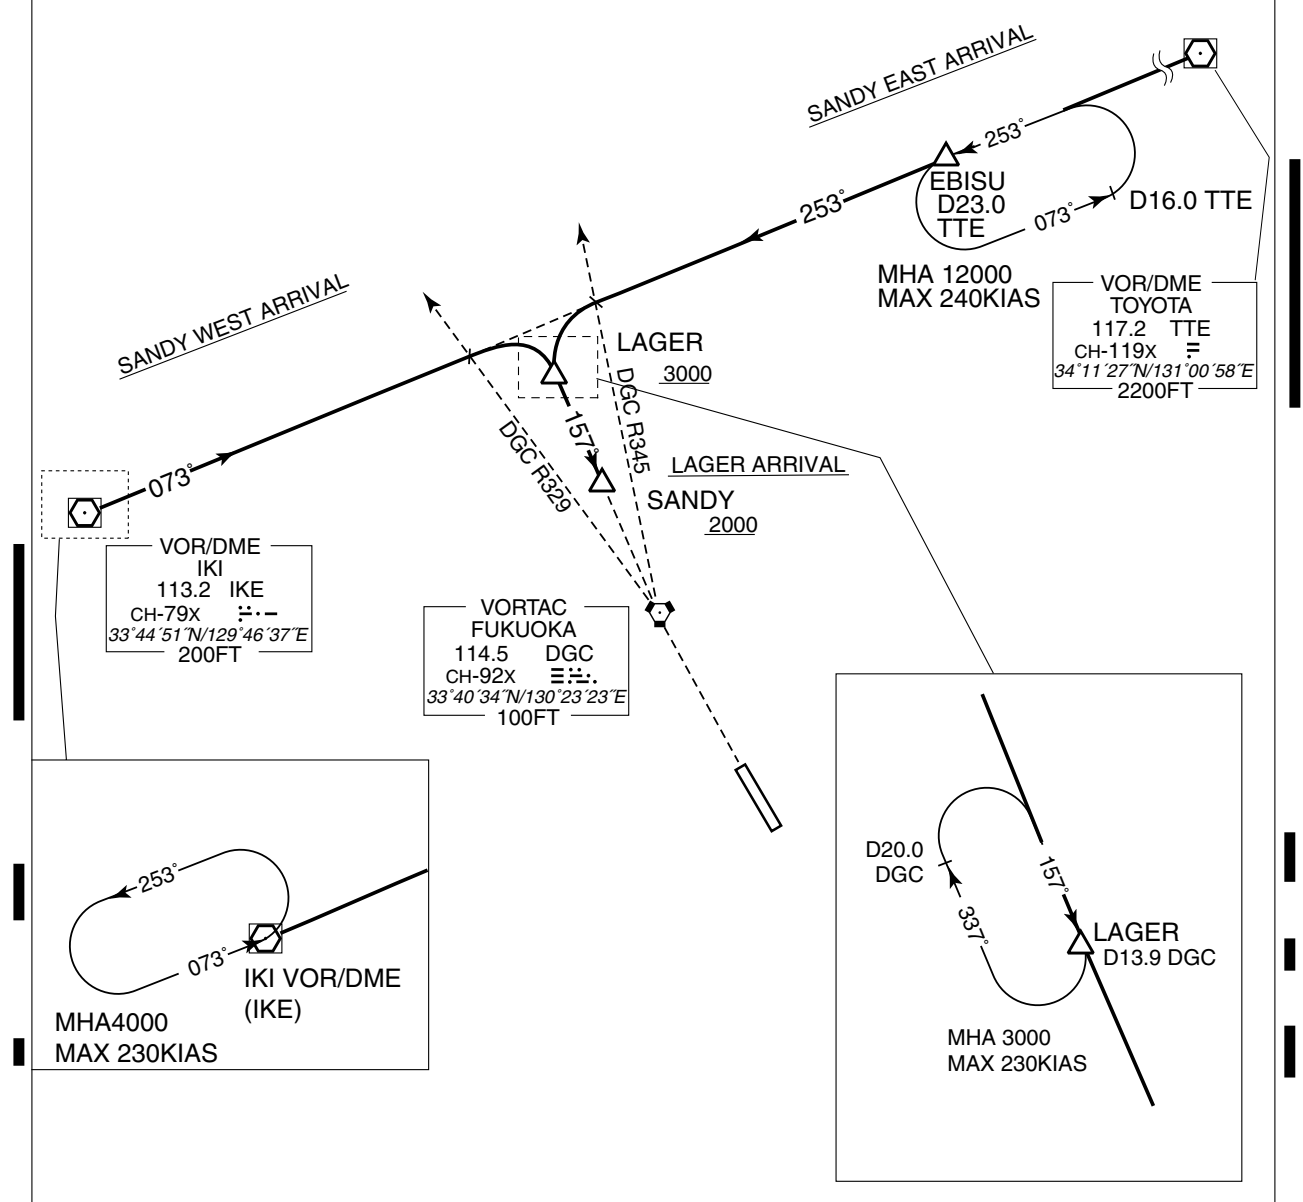 SANDY EAST ARRIVAL
253°
EBISU
D23.0
TTE
073°
D16.0 TTE
MHA 12000
MAX 240KIAS
253°
VOR/DME
TOYOTA
117.2 TTE
CH-119X
34°11´27˝N/131°00´58˝E
2200FT
SANDY WEST ARRIVAL
LAGER
3000
DGC R345
DGC R329
157°
LAGER ARRIVAL
SANDY
2000
073°
VOR/DME
IKI
113.2 IKE
CH-79X
33°44´51˝N/129°46´37˝E
200FT
VORTAC
FUKUOKA
114.5 DGC
CH-92X
33°40´34˝N/130°23´23˝E
100FT
253°
073°
IKI VOR/DME
(IKE)
MHA4000
MAX 230KIAS
D20.0
DGC
157°
337°
LAGER
D13.9 DGC
MHA 3000
MAX 230KIAS